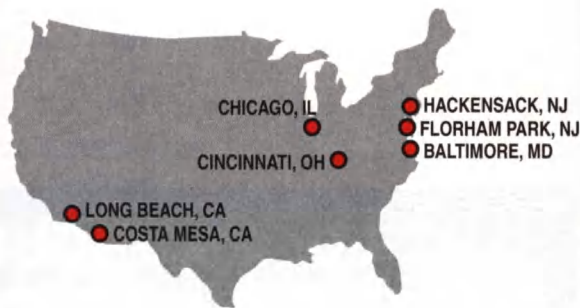 CHICAGO, IL
HACKENSACK, NJ
FLORHAM PARK, NJ
BALTIMORE, MD
CINCINNATI, OH
LONG BEACH, CA
COSTA MESA, CA